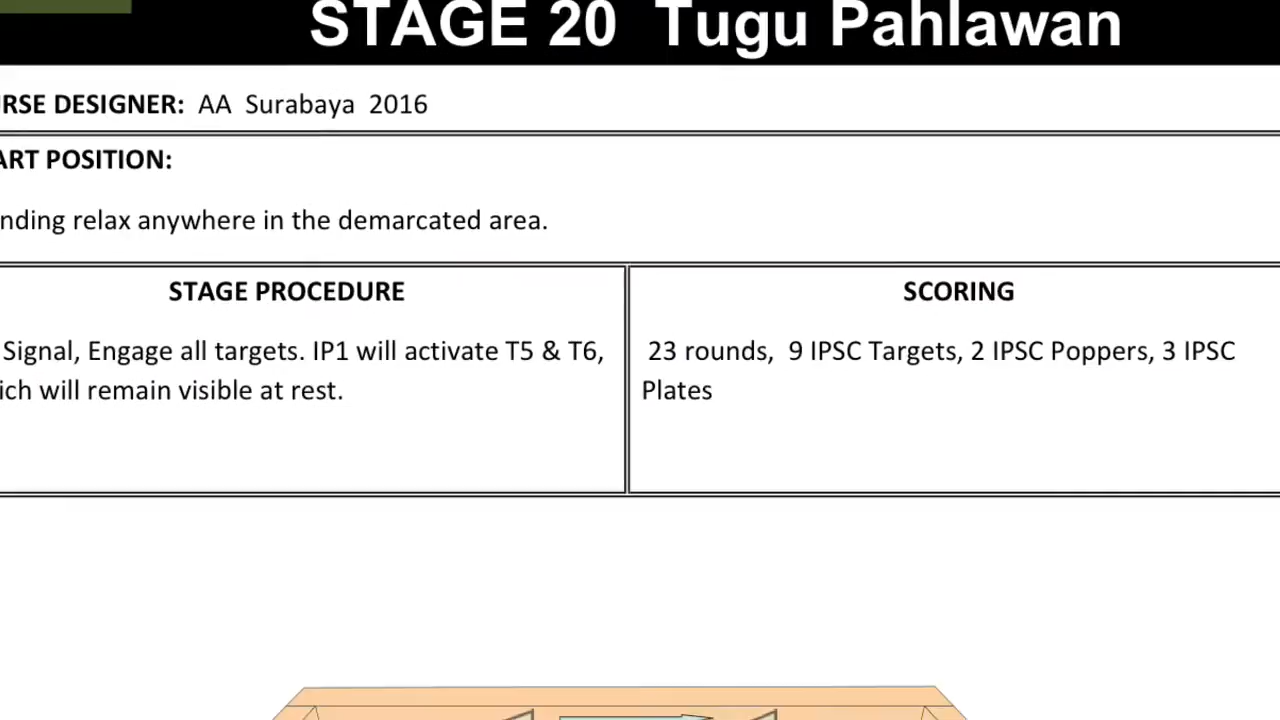 STAGE 20 Tugu Pahlawan
RSE DESIGNER: AA Surabaya 2016
ART POSITION:
nding relax anywhere in the demarcated area.
STAGE PROCEDURE
Signal, Engage all targets. IP1 will activate T5 & T6,
ich will remain visible at rest.
SCORING
23 rounds, 9 IPSC Targets, 2 IPSC Poppers, 3 IPSC
Plates